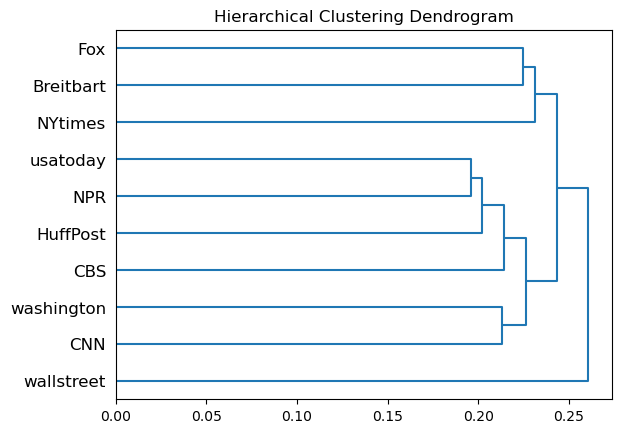 Hierarchical Clustering Dendrogram
Fox
Breitbart
NYtimes
usatoday
NPR
HuffPost
CBS
washington
CNN
wallstreet
0.00 0.05 0.10 0.15 0.20 0.25